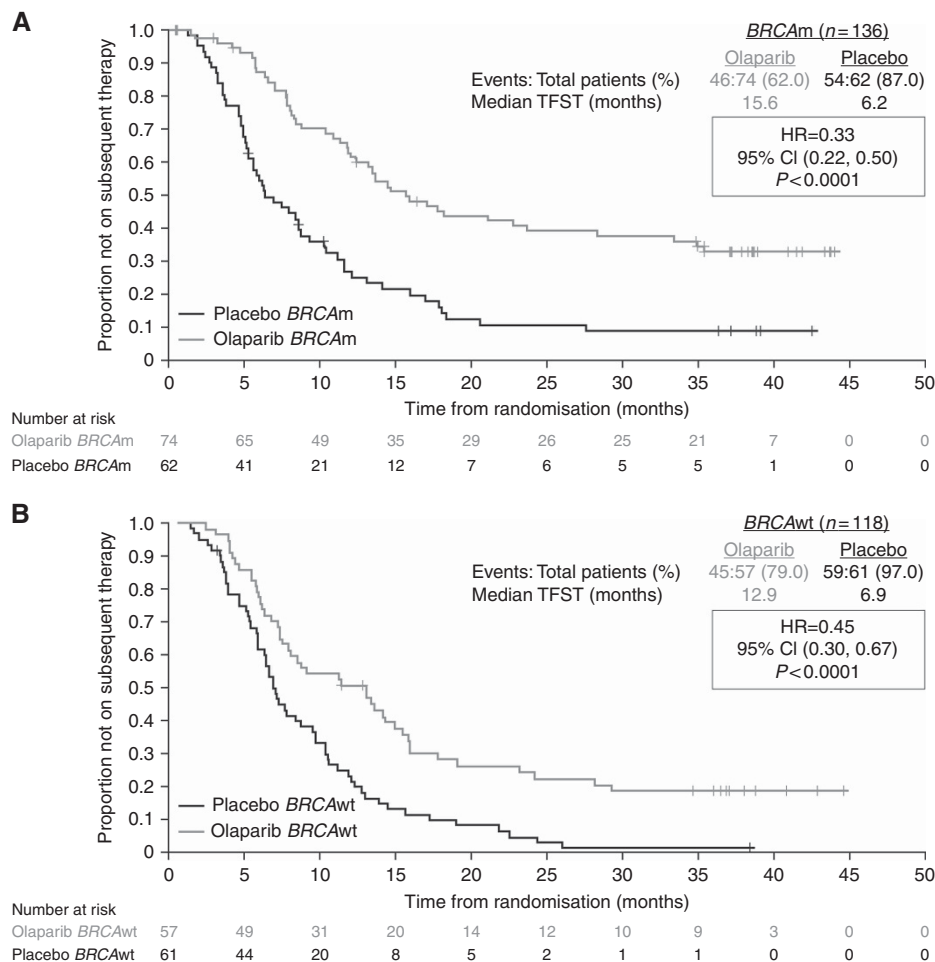 A
BRCAm (n=136)
Olaparib Placebo
Events: Total patients (%) 46:74 (62.0) 54:62 (87.0)
Median TFST (months) 15.6 6.2
HR=0.33
95% CI (0.22, 0.50)
P<0.0001
Proportion not on subsequent therapy
1.0
0.9
0.8
0.7
0.6
0.5
0.4
0.3
0.2
0.1
0
Placebo BRCAm
Olaparib BRCAm
0 5 10 15 20 25 30 35 40 45 50
Time from randomisation (months)
Number at risk
Olaparib BRCAm 74 65 49 35 29 26 25 21 7 0 0
Placebo BRCAm 62 41 21 12 7 6 5 5 1 0 0
B
BRCAwt (n=118)
Olaparib Placebo
Events: Total patients (%) 45:57 (79.0) 59:61 (97.0)
Median TFST (months) 12.9 6.9
HR=0.45
95% CI (0.30, 0.67)
P<0.0001
Proportion not on subsequent therapy
1.0
0.9
0.8
0.7
0.6
0.5
0.4
0.3
0.2
0.1
0
Placebo BRCAwt
Olaparib BRCAwt
0 5 10 15 20 25 30 35 40 45 50
Time from randomisation (months)
Number at risk
Olaparib BRCAwt 57 49 31 20 14 12 10 9 3 0 0
Placebo BRCAwt 61 44 20 8 5 2 1 1 0 0 0